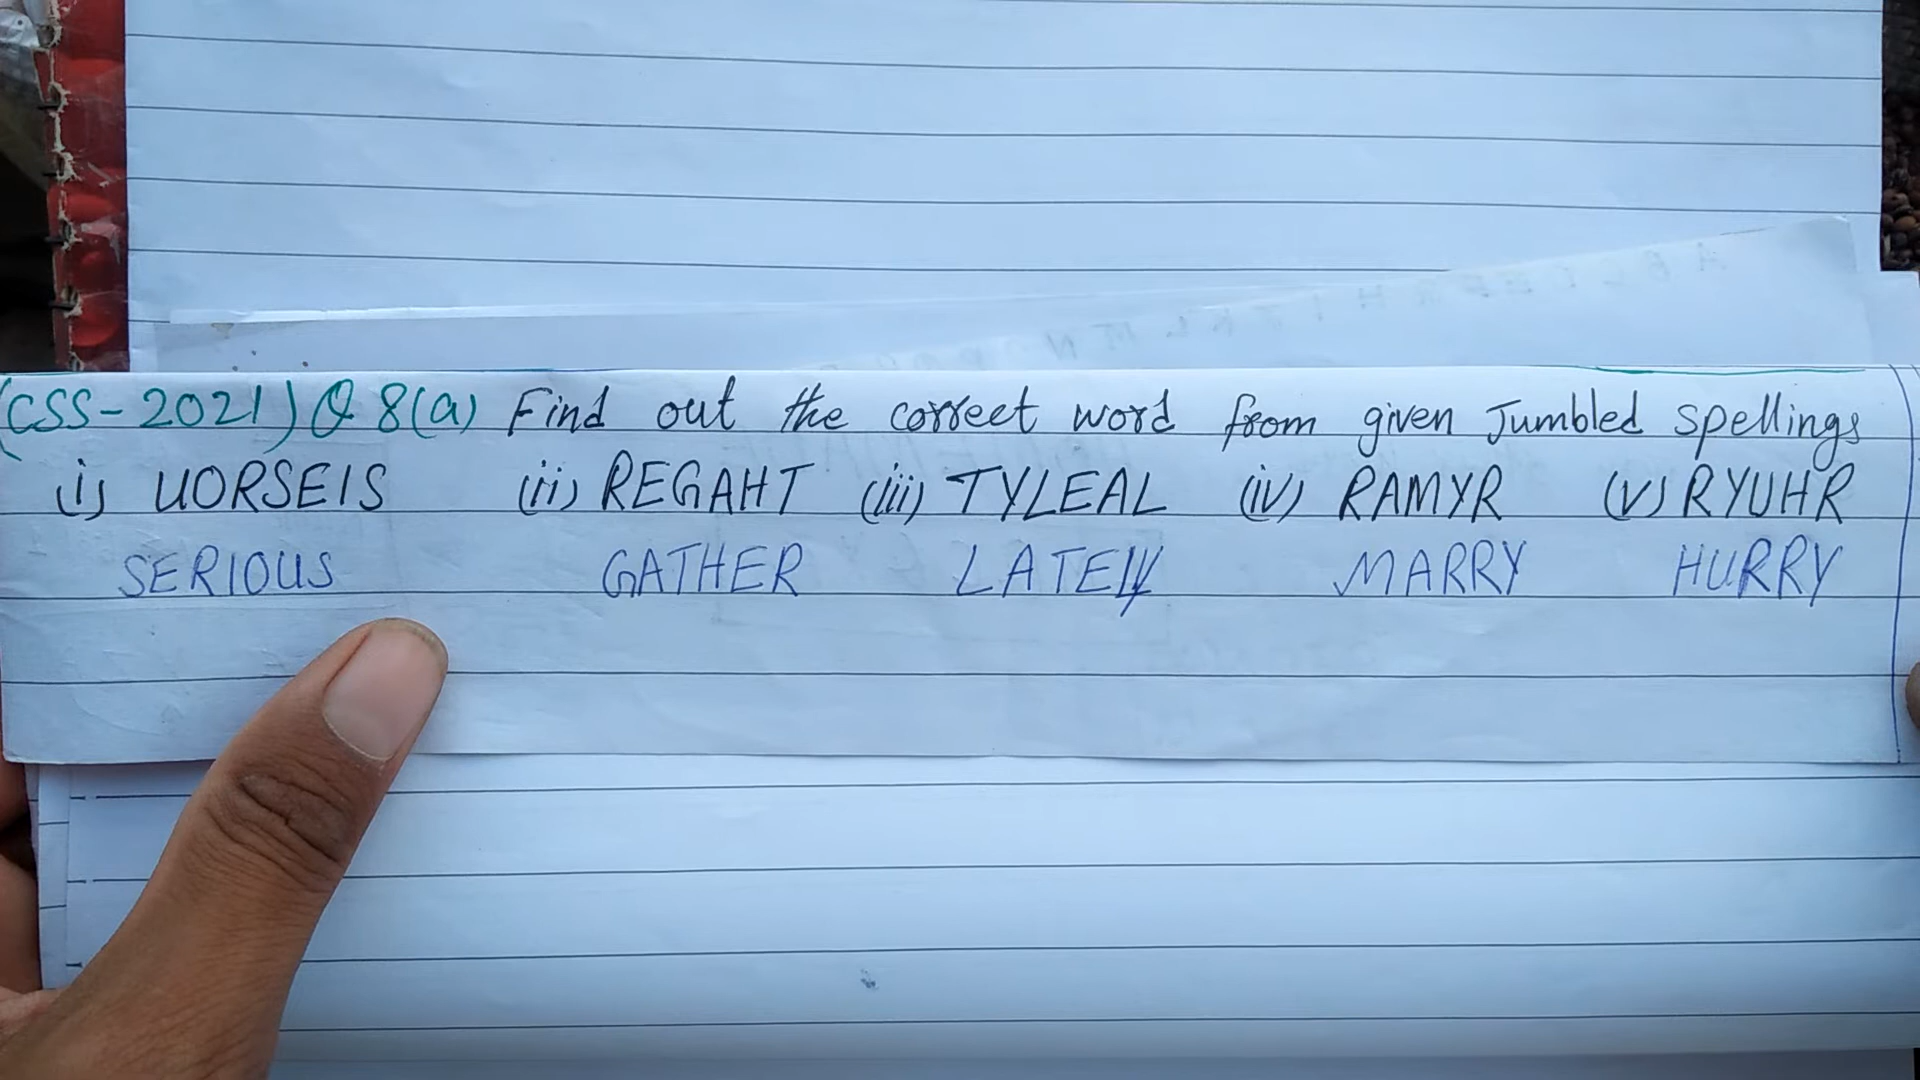 (CSS-2021) Q 8(a) Find out the correct word from given Jumbled spellings
(i) UORSEIS (ii) REGAHT (iii) TYLEAL (iv) RAMYR (v) RYUHR
SERIOUS GATHER LATELY MARRY HURRY